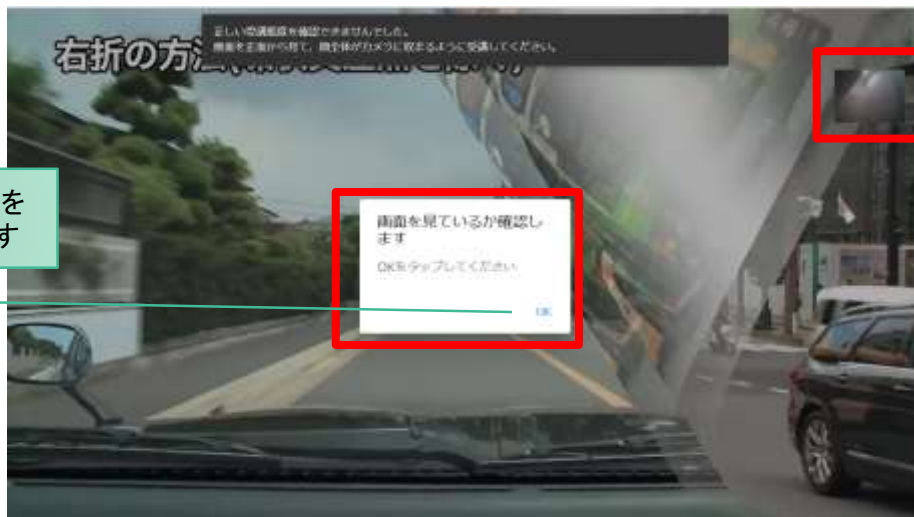 正しい受講態度を確認できませんでした。
画面を正面から見て、顔全体がカメラに収まるように受講してください。
右折の方法
を
す
画面を見ているか確認し
ます
OKをタップしてください
OK